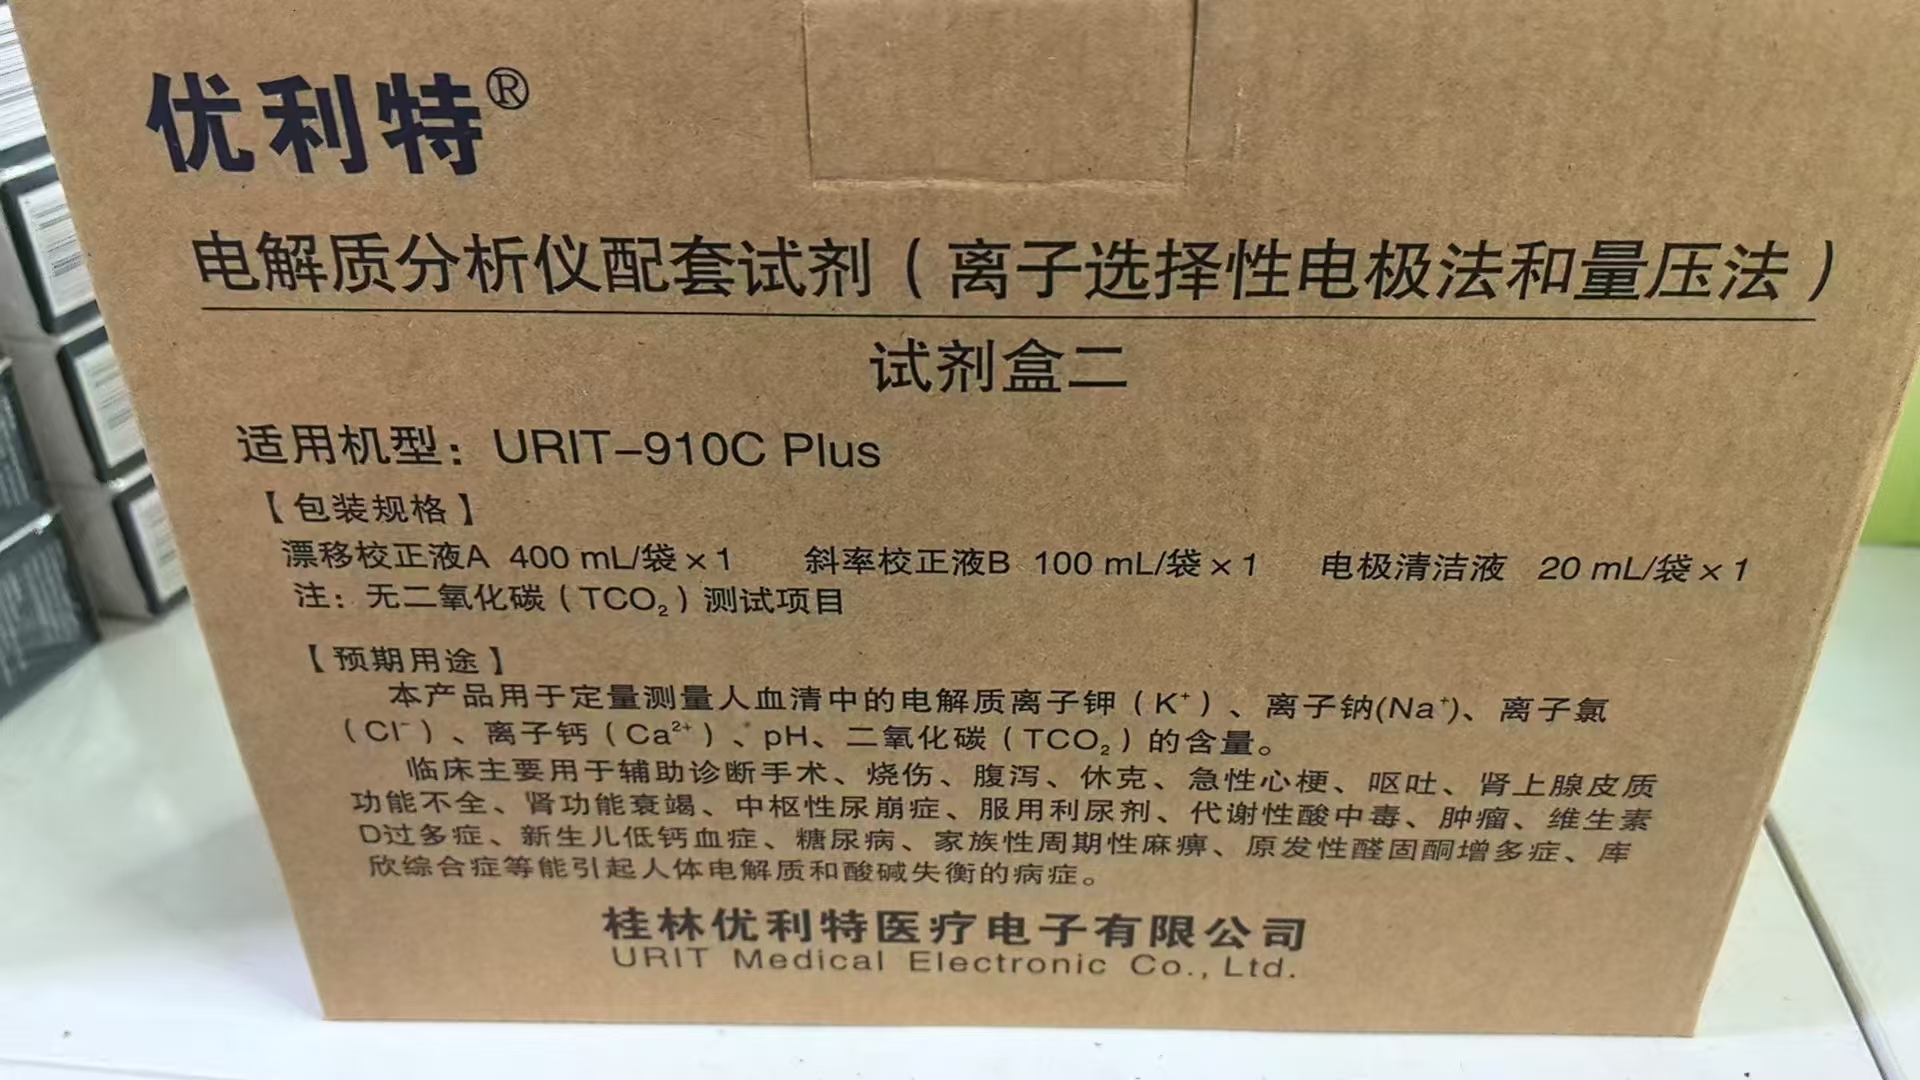 优利特®
电解质分析仪配套试剂（离子选择性电极法和量压法）
试剂盒二
适用机型：URIT-910C Plus
【包装规格】
漂移校正液A 400 mL/袋×1 斜率校正液B 100 mL/袋×1 电极清洁液 20 mL/袋×1
注：无二氧化碳（TCO₂）测试项目
【预期用途】
本产品用于定量测量人血清中的电解质离子钾（K⁺）、离子钠(Na⁺)、离子氯
（Cl⁻）、离子钙（Ca²⁺）、pH、二氧化碳（TCO₂）的含量。
临床主要用于辅助诊断手术、烧伤、腹泻、休克、急性心梗、呕吐、肾上腺皮质
功能不全、肾功能衰竭、中枢性尿崩症、服用利尿剂、代谢性酸中毒、肿瘤、维生素
D过多症、新生儿低钙血症、糖尿病、家族性周期性麻痹、原发性醛固酮增多症、库
欣综合症等能引起人体电解质和酸碱失衡的病症。
桂林优利特医疗电子有限公司
URIT Medical Electronic Co., Ltd.